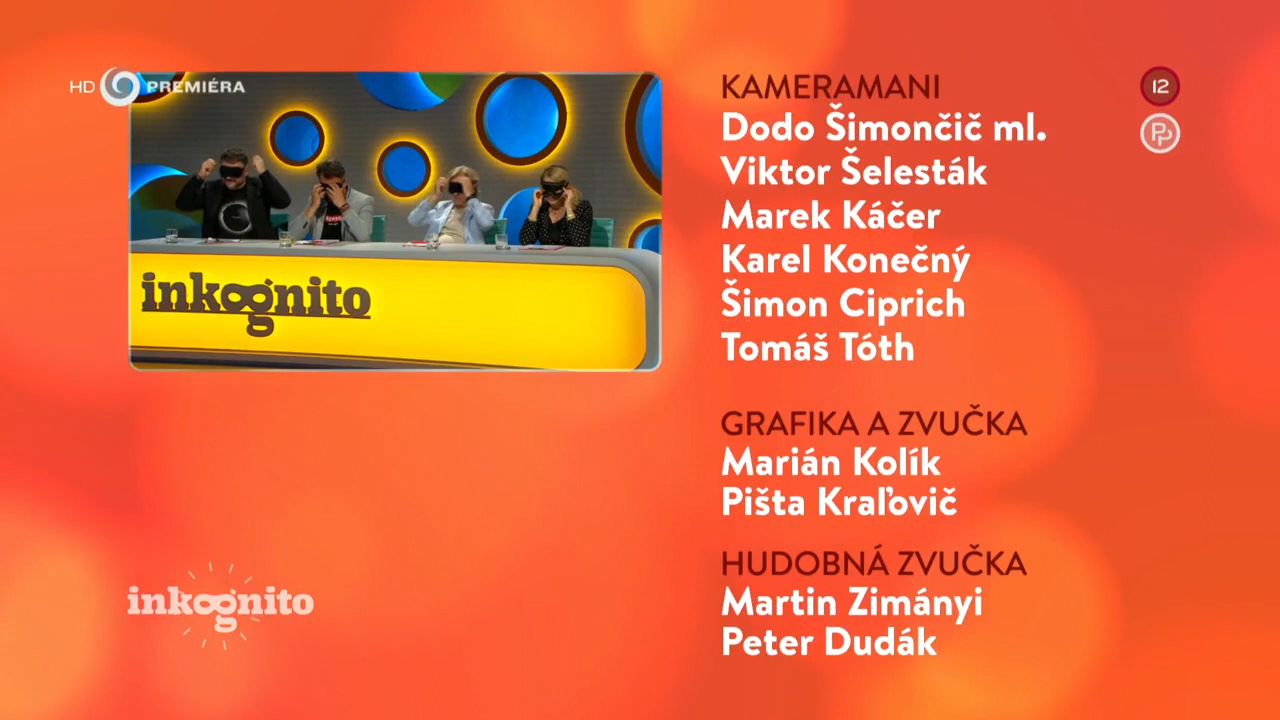 HD PREMIÉRA
inkognito
inkognito
KAMERAMANI
Dodo Šimončič ml.
Viktor Šelesták
Marek Káčer
Karel Konečný
Šimon Ciprich
Tomáš Tóth
GRAFIKA A ZVUČKA
Marián Kolík
Pišta Kraľovič
HUDOBNÁ ZVUČKA
Martin Zimányi
Peter Dudák
12
PP